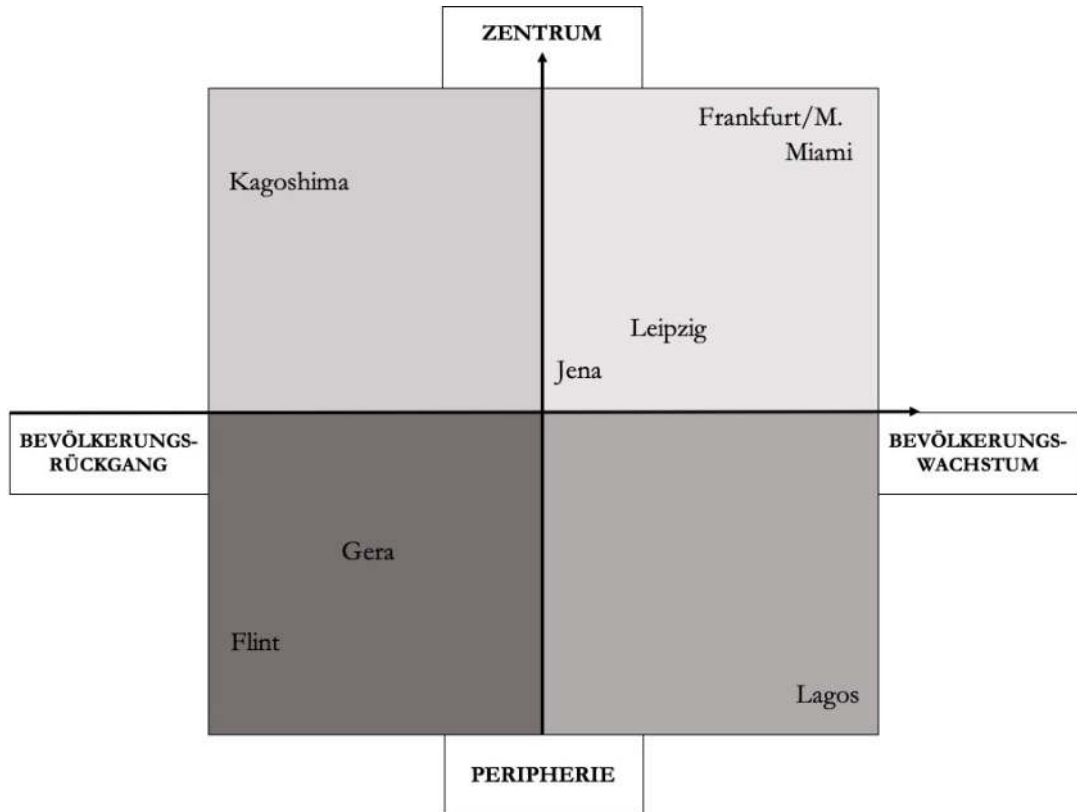 ZENTRUM
Frankfurt/M.
Miami
Kagoshima
Leipzig
Jena
BEVÖLKERUNGS-
RÜCKGANG
BEVÖLKERUNGS-
WACHSTUM
Gera
Flint
Lagos
PERIPHERIE